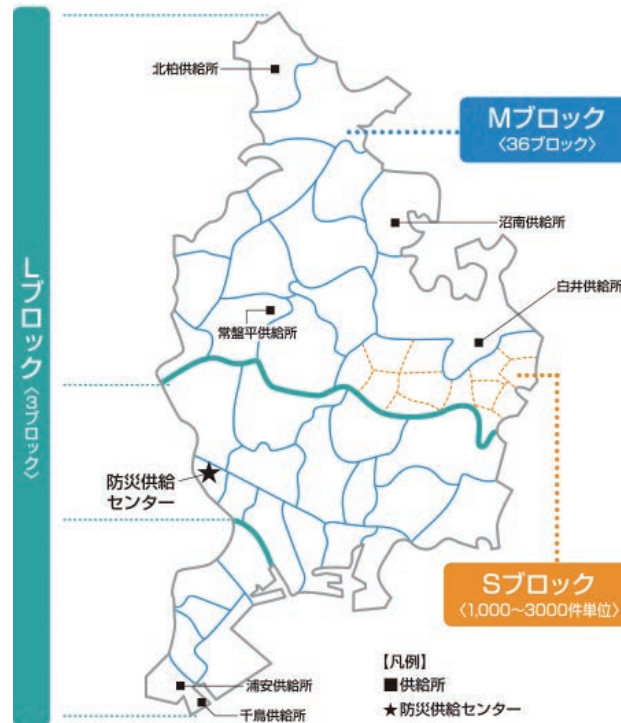 北柏供給所
Mブロック
〈36ブロック〉
沼南供給所
白井供給所
常盤平供給所
Lブロック〈3ブロック〉
防災供給
センター
Sブロック
〈1,000～3000件単位〉
【凡例】
■供給所
★防災供給センター
浦安供給所
千鳥供給所